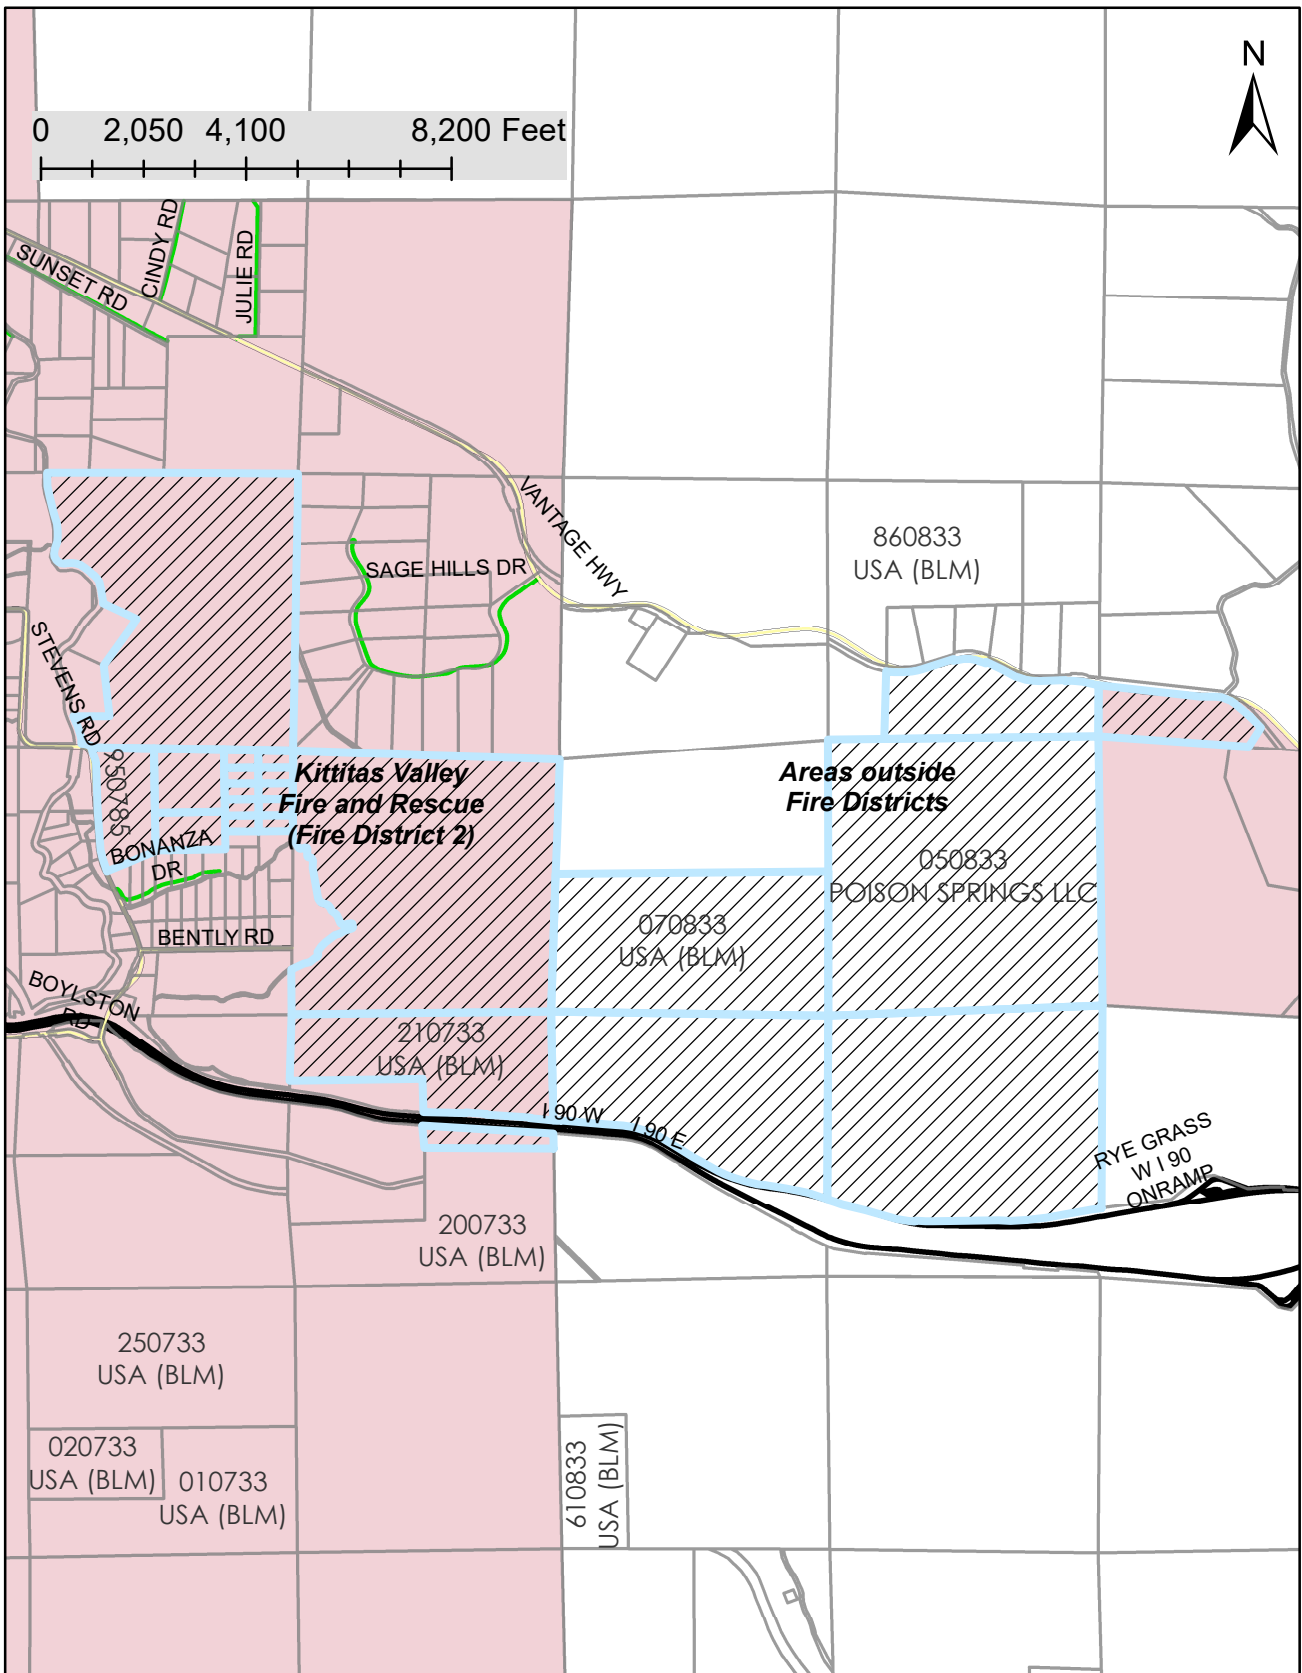 N
0 2,050 4,100 8,200 Feet
CINDY RD
JULIE RD
SUNSET RD
VANTAGE HWY
860833
USA (BLM)
SAGE HILLS DR
STEVENS RD
950785
Kittitas Valley
Fire and Rescue
(Fire District 2)
Areas outside
Fire Districts
BONANZA
DR
050833
POISON SPRINGS LLC
070833
USA (BLM)
BENTLY RD
BOYLSTON
RD
210733
USA (BLM)
I 90 W
I 90 E
RYE GRASS
W I 90
ONRAMP
200733
USA (BLM)
250733
USA (BLM)
020733
USA (BLM)
010733
USA (BLM)
610833
USA (BLM)